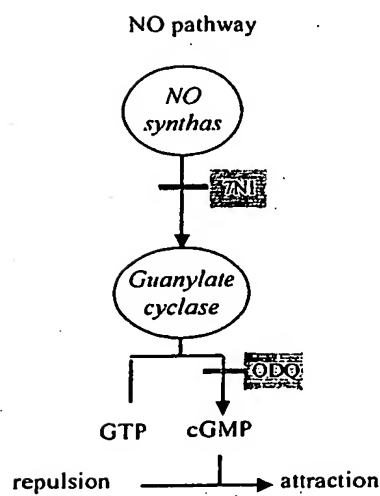 NO pathway
NO
synthas
7NI
Guanylate
cyclase
ODQ
GTP cGMP
repulsion attraction